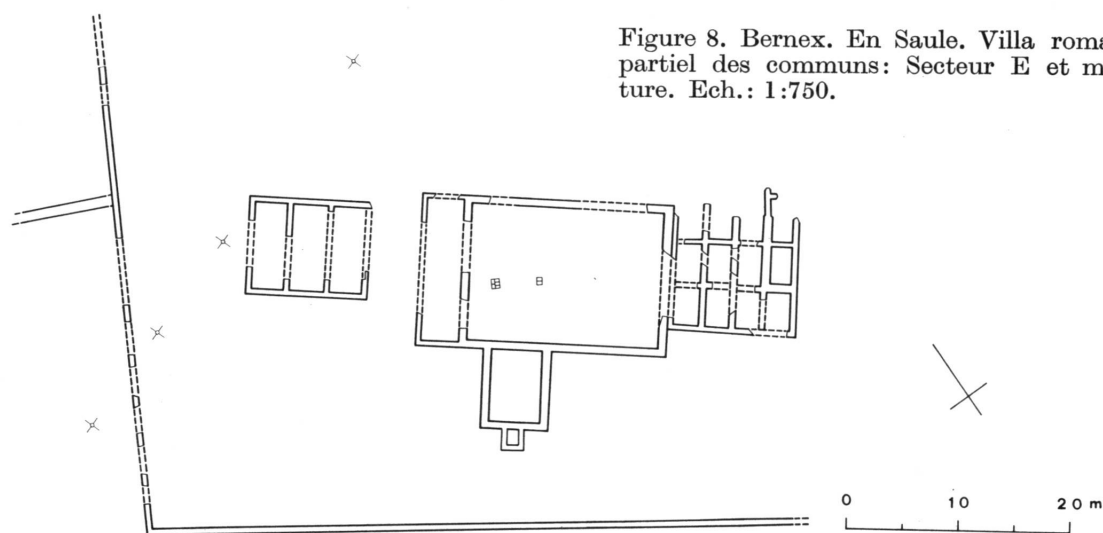 Figure 8. Bernex. En Saule. Villa roma
partiel des communs: Secteur E et m
ture. Ech.: 1:750.
0 10 20 m